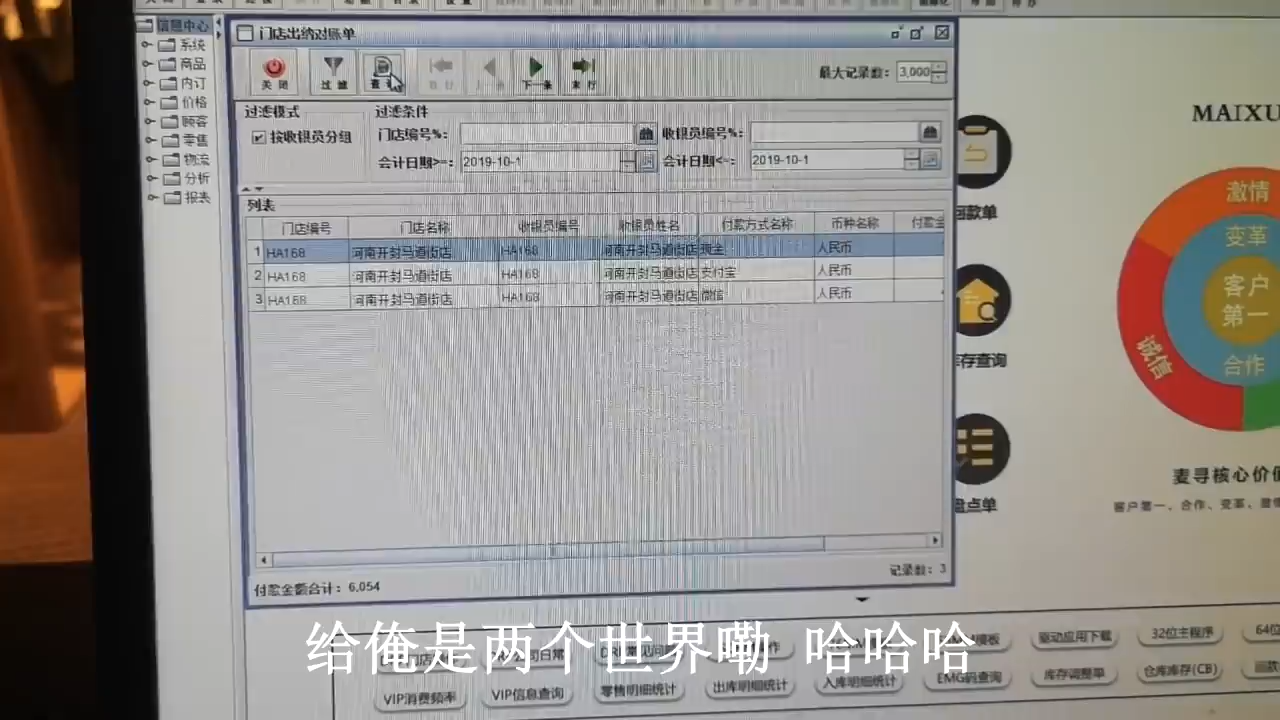 信息中心
系统
商品
内订
价格
顾客
零售
物流
分析
报表
门店出纳对账单
关闭
过滤
下一条
末行
最大记录数: 3,000
过滤模式
过滤条件
按收银员分组
门店编号%:
收银员编号%:
会计日期>=: 2019-10-1
会计日期<=: 2019-10-1
列表
门店编号 门店名称 收银员编号 收银员姓名 付款方式名称 币种名称 付款金
1 HA168 河南开封马道街店 HA168 河南开封马道街店 现金 人民币
2 HA168 河南开封马道街店 HA168 河南开封马道街店 支付宝 人民币
3 HA168 河南开封马道街店 HA168 河南开封马道街店 微信 人民币
付款金额合计: 6,054
记录数: 3
MAIXU
激情
变革
客户
第一
合作
诚信
存查询
盘点单
麦寻核心价值
客户第一、合作、变革、激情
给俺是两个世界嘞 哈哈哈
驱动应用下载
32位主程序
64位
VIP消费频率
VIP信息查询
零售明细统计
出库明细统计
入库明细统计
EMG码查询
库存调整单
仓库库存(CB)